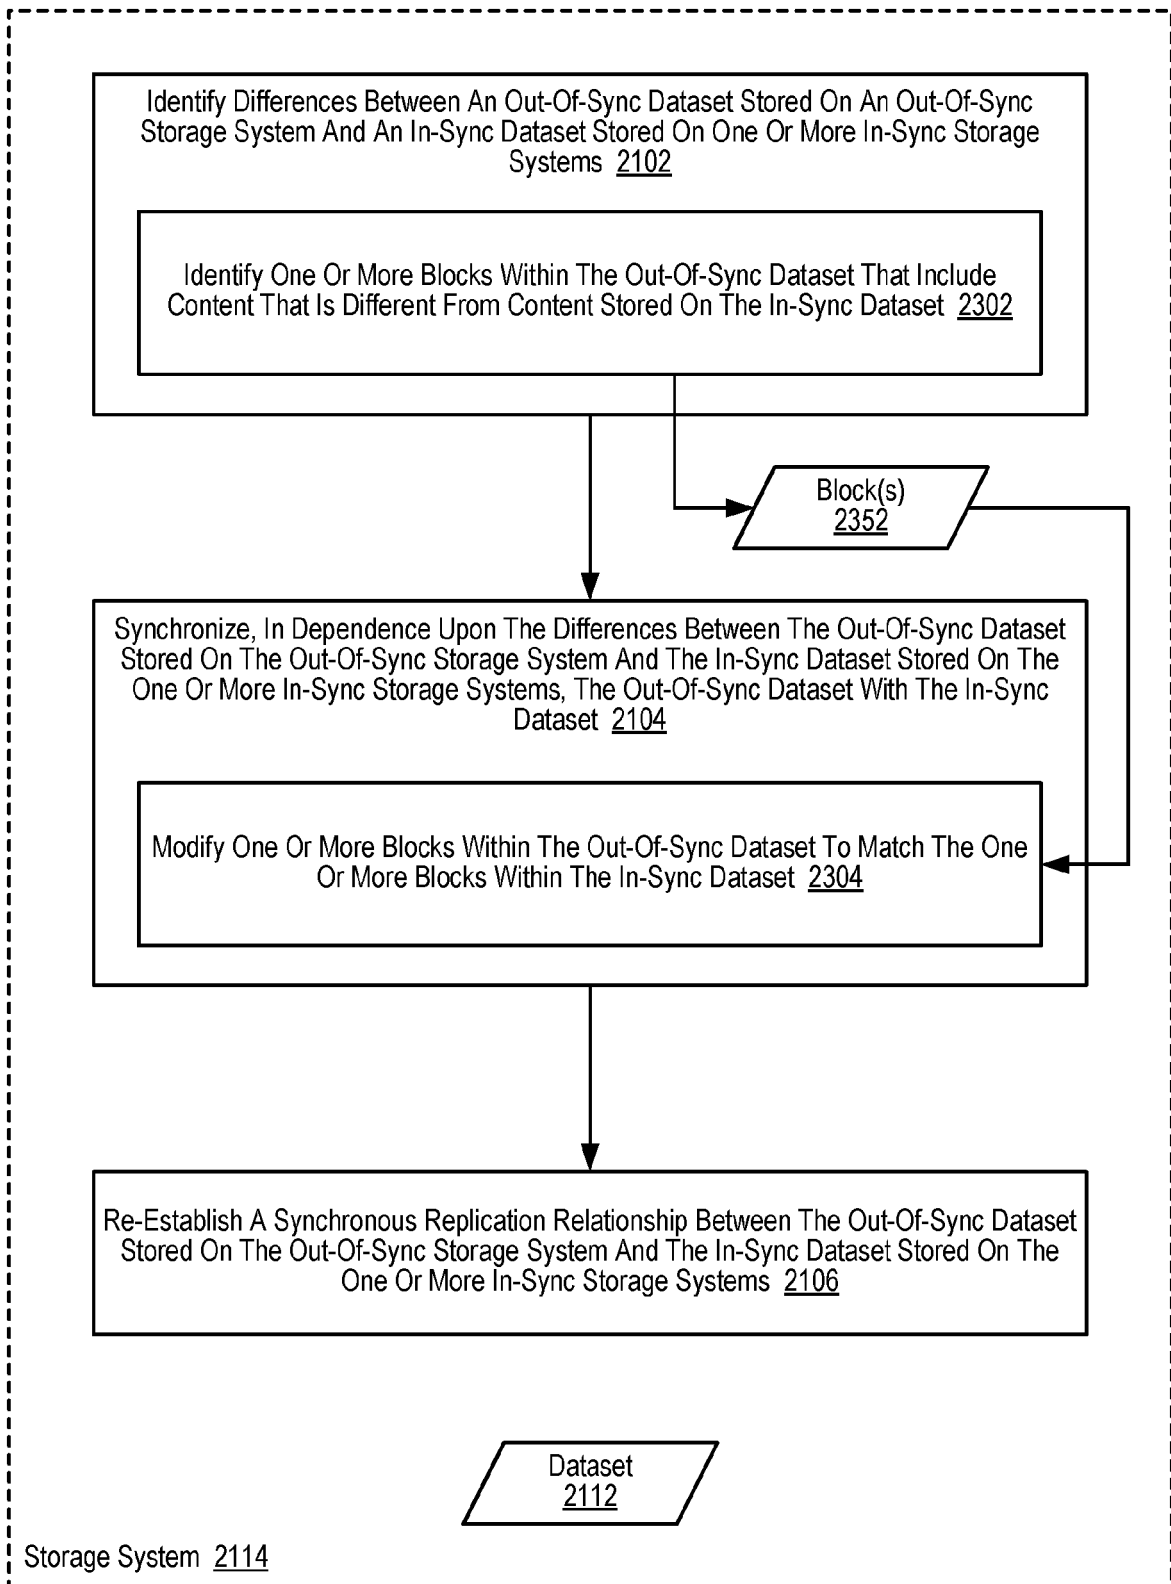 Identify Differences Between An Out-Of-Sync Dataset Stored On An Out-Of-Sync
Storage System And An In-Sync Dataset Stored On One Or More In-Sync Storage
Systems 2102
Identify One Or More Blocks Within The Out-Of-Sync Dataset That Include
Content That Is Different From Content Stored On The In-Sync Dataset 2302
Block(s)
2352
Synchronize, In Dependence Upon The Differences Between The Out-Of-Sync Dataset
Stored On The Out-Of-Sync Storage System And The In-Sync Dataset Stored On The
One Or More In-Sync Storage Systems, The Out-Of-Sync Dataset With The In-Sync
Dataset 2104
Modify One Or More Blocks Within The Out-Of-Sync Dataset To Match The One
Or More Blocks Within The In-Sync Dataset 2304
Re-Establish A Synchronous Replication Relationship Between The Out-Of-Sync Dataset
Stored On The Out-Of-Sync Storage System And The In-Sync Dataset Stored On The
One Or More In-Sync Storage Systems 2106
Dataset
2112
Storage System 2114